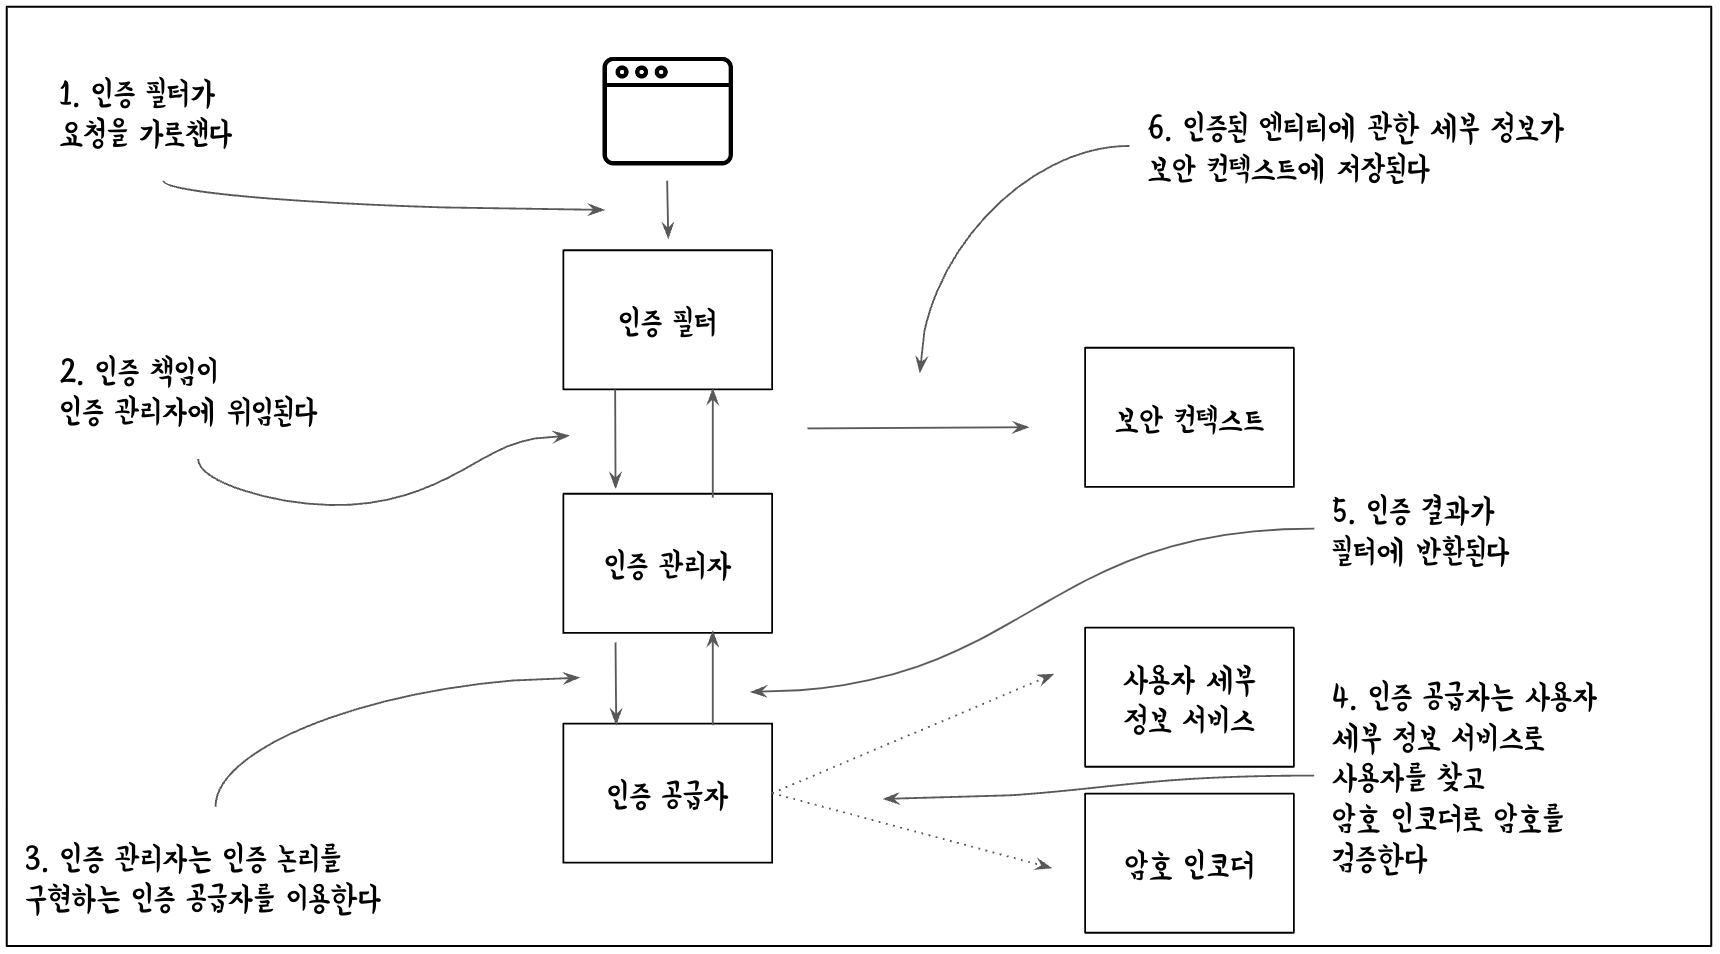 1. 인증 필터가
요청을 가로챈다
6. 인증된 엔티티에 관한 세부 정보가
보안 컨텍스트에 저장된다
인증 필터
2. 인증 책임이
인증 관리자에 위임된다
보안 컨텍스트
5. 인증 결과가
필터에 반환된다
인증 관리자
사용자 세부
정보 서비스
4. 인증 공급자는 사용자
세부 정보 서비스로
사용자를 찾고
암호 인코더로 암호를
검증한다
인증 공급자
암호 인코더
3. 인증 관리자는 인증 논리를
구현하는 인증 공급자를 이용한다